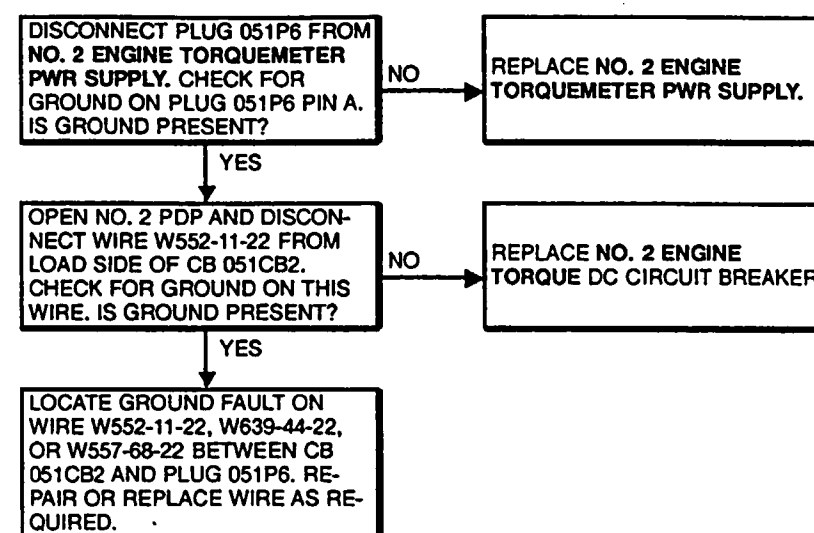 DISCONNECT PLUG 051P6 FROM
NO. 2 ENGINE TORQUEMETER
PWR SUPPLY. CHECK FOR
GROUND ON PLUG 051P6 PIN A.
IS GROUND PRESENT?
NO
REPLACE NO. 2 ENGINE
TORQUEMETER PWR SUPPLY.
YES
OPEN NO. 2 PDP AND DISCON-
NECT WIRE W552-11-22 FROM
LOAD SIDE OF CB 051CB2.
CHECK FOR GROUND ON THIS
WIRE. IS GROUND PRESENT?
NO
REPLACE NO. 2 ENGINE
TORQUE DC CIRCUIT BREAKER
YES
LOCATE GROUND FAULT ON
WIRE W552-11-22, W639-44-22,
OR W557-68-22 BETWEEN CB
051CB2 AND PLUG 051P6. RE-
PAIR OR REPLACE WIRE AS RE-
QUIRED.